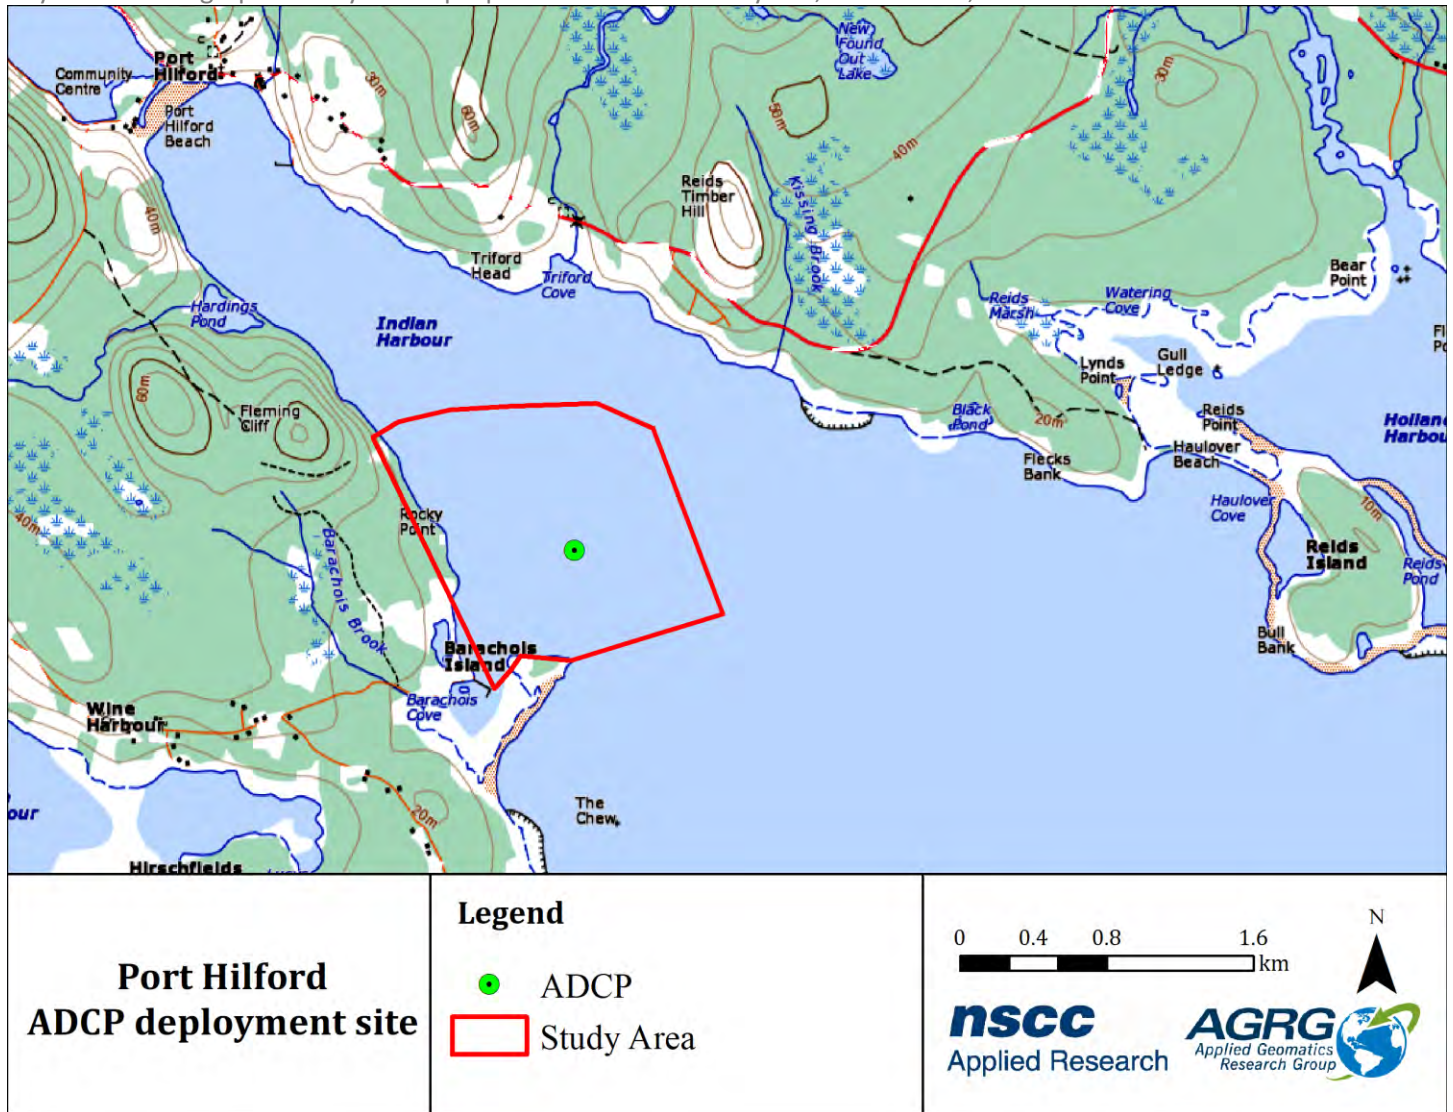 New
Found
Out
Lake
Port
Hilford
Community
Centre
Port
Hilford
Beach
30m
60m
50m
40m
30m
40m
Reids
Timber
Hill
Kissing Brook
Triford
Head
Triford
Cove
Hardings
Pond
Indian
Harbour
Bear
Point
Reids
Marsh
Watering
Cove
Lynds
Point
Gull
Ledge
Reids
Point
Black
Pond
20m
Flecks
Bank
Haulover
Beach
Haulover
Cove
60m
Fleming
Cliff
40m
Rocky
Point
Barachois Brook
10m
Reids
Island
Reids
Pond
Bull
Bank
Barachois
Island
Barachois
Cove
Wine
Harbour
20m
The
Chew
our
Hirschfields
Port Hilford
ADCP deployment site
Legend
ADCP
Study Area
0 0.4 0.8 1.6
km
N
nscc
Applied Research
AGRG
Applied Geomatics
Research Group